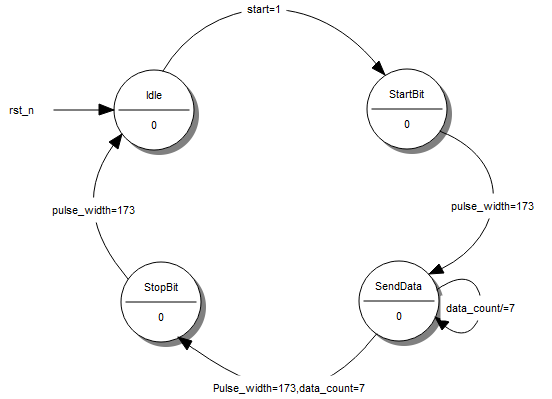 start=1
Idle
0
StartBit
0
rst_n
pulse_width=173
pulse_width=173
StopBit
0
SendData
0
data_count/=7
Pulse_width=173,data_count=7